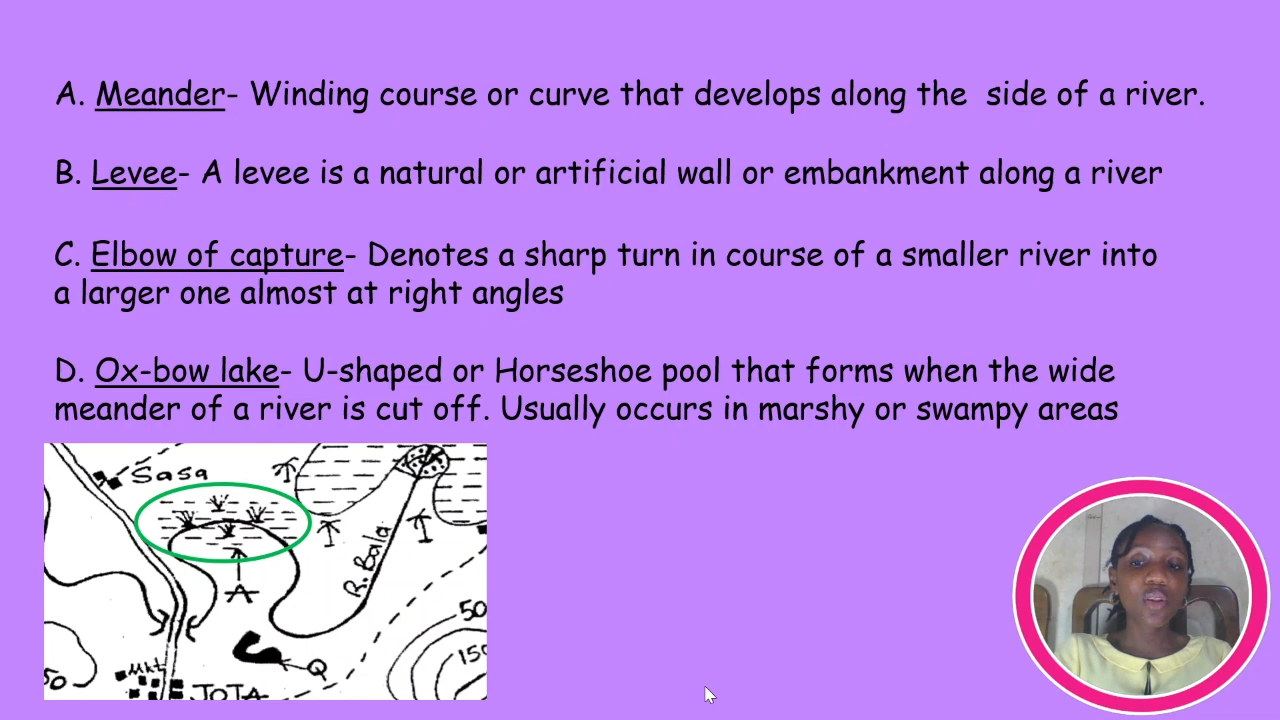 A. Meander- Winding course or curve that develops along the side of a river.
B. Levee- A levee is a natural or artificial wall or embankment along a river
C. Elbow of capture- Denotes a sharp turn in course of a smaller river into
a larger one almost at right angles
D. Ox-bow lake- U-shaped or Horseshoe pool that forms when the wide
meander of a river is cut off. Usually occurs in marshy or swampy areas
Sasa
R. Bala
A
50
150
Q
50
Mkt
JOTA